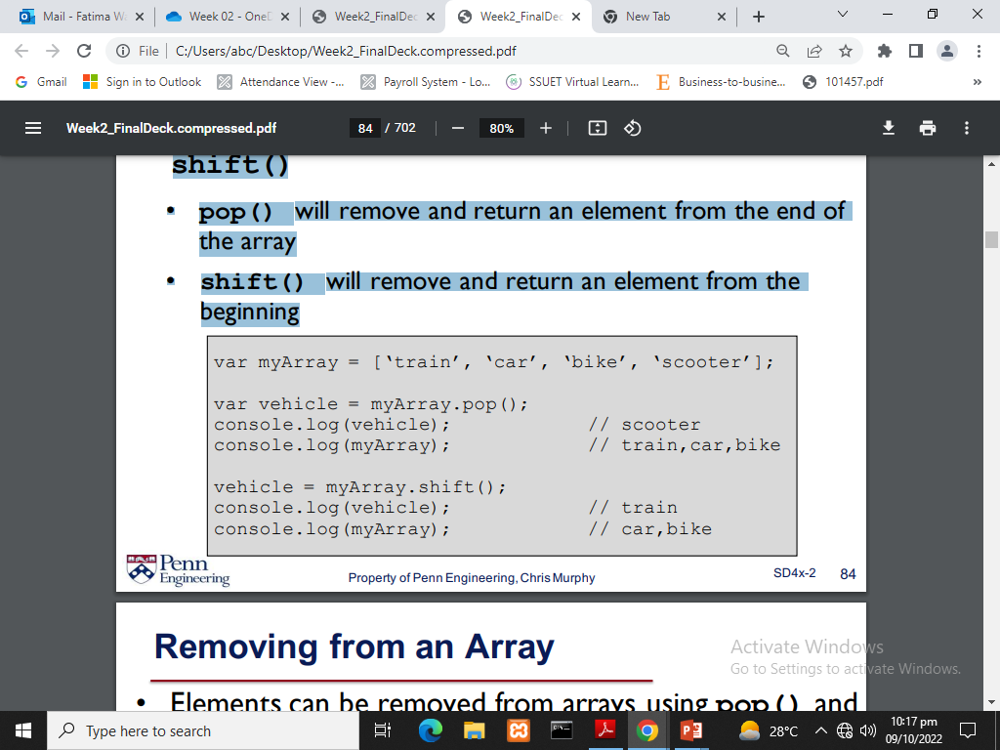 Mail - Fatima Wa
Week 02 - OneD
Week2_FinalDec
Week2_FinalDec
New Tab
File
C:/Users/abc/Desktop/Week2_FinalDeck.compressed.pdf
Gmail
Sign in to Outlook
Attendance View -...
Payroll System - Lo...
SSUET Virtual Learn...
Business-to-busine...
101457.pdf
»
Week2_FinalDeck.compressed.pdf
84 / 702
80%
shift()
• pop() will remove and return an element from the end of
the array
• shift() will remove and return an element from the
beginning
var myArray = [‘train’, ‘car’, ‘bike’, ‘scooter’];
var vehicle = myArray.pop();
console.log(vehicle); // scooter
console.log(myArray); // train,car,bike
vehicle = myArray.shift();
console.log(vehicle); // train
console.log(myArray); // car,bike
Penn
Engineering
Property of Penn Engineering, Chris Murphy
SD4x-2 84
Removing from an Array
Activate Windows
Go to Settings to activate Windows.
• Elements can be removed from arrays using pop() and
Type here to search
28°C
10:17 pm
09/10/2022